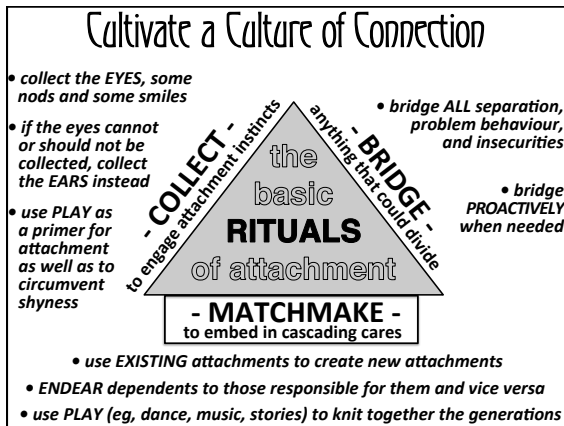 Cultivate a Culture of Connection
• collect the EYES, some
nods and some smiles
• if the eyes cannot
or should not be
collected, collect
the EARS instead
• use PLAY as
a primer for
attachment
as well as to
circumvent
shyness
- COLLECT -
to engage attachment instincts
the
basic
RITUALS
of attachment
- BRIDGE -
anything that could divide
• bridge ALL separation,
problem behaviour,
and insecurities
• bridge
PROACTIVELY
when needed
- MATCHMAKE -
to embed in cascading cares
• use EXISTING attachments to create new attachments
• ENDEAR dependents to those responsible for them and vice versa
• use PLAY (eg, dance, music, stories) to knit together the generations